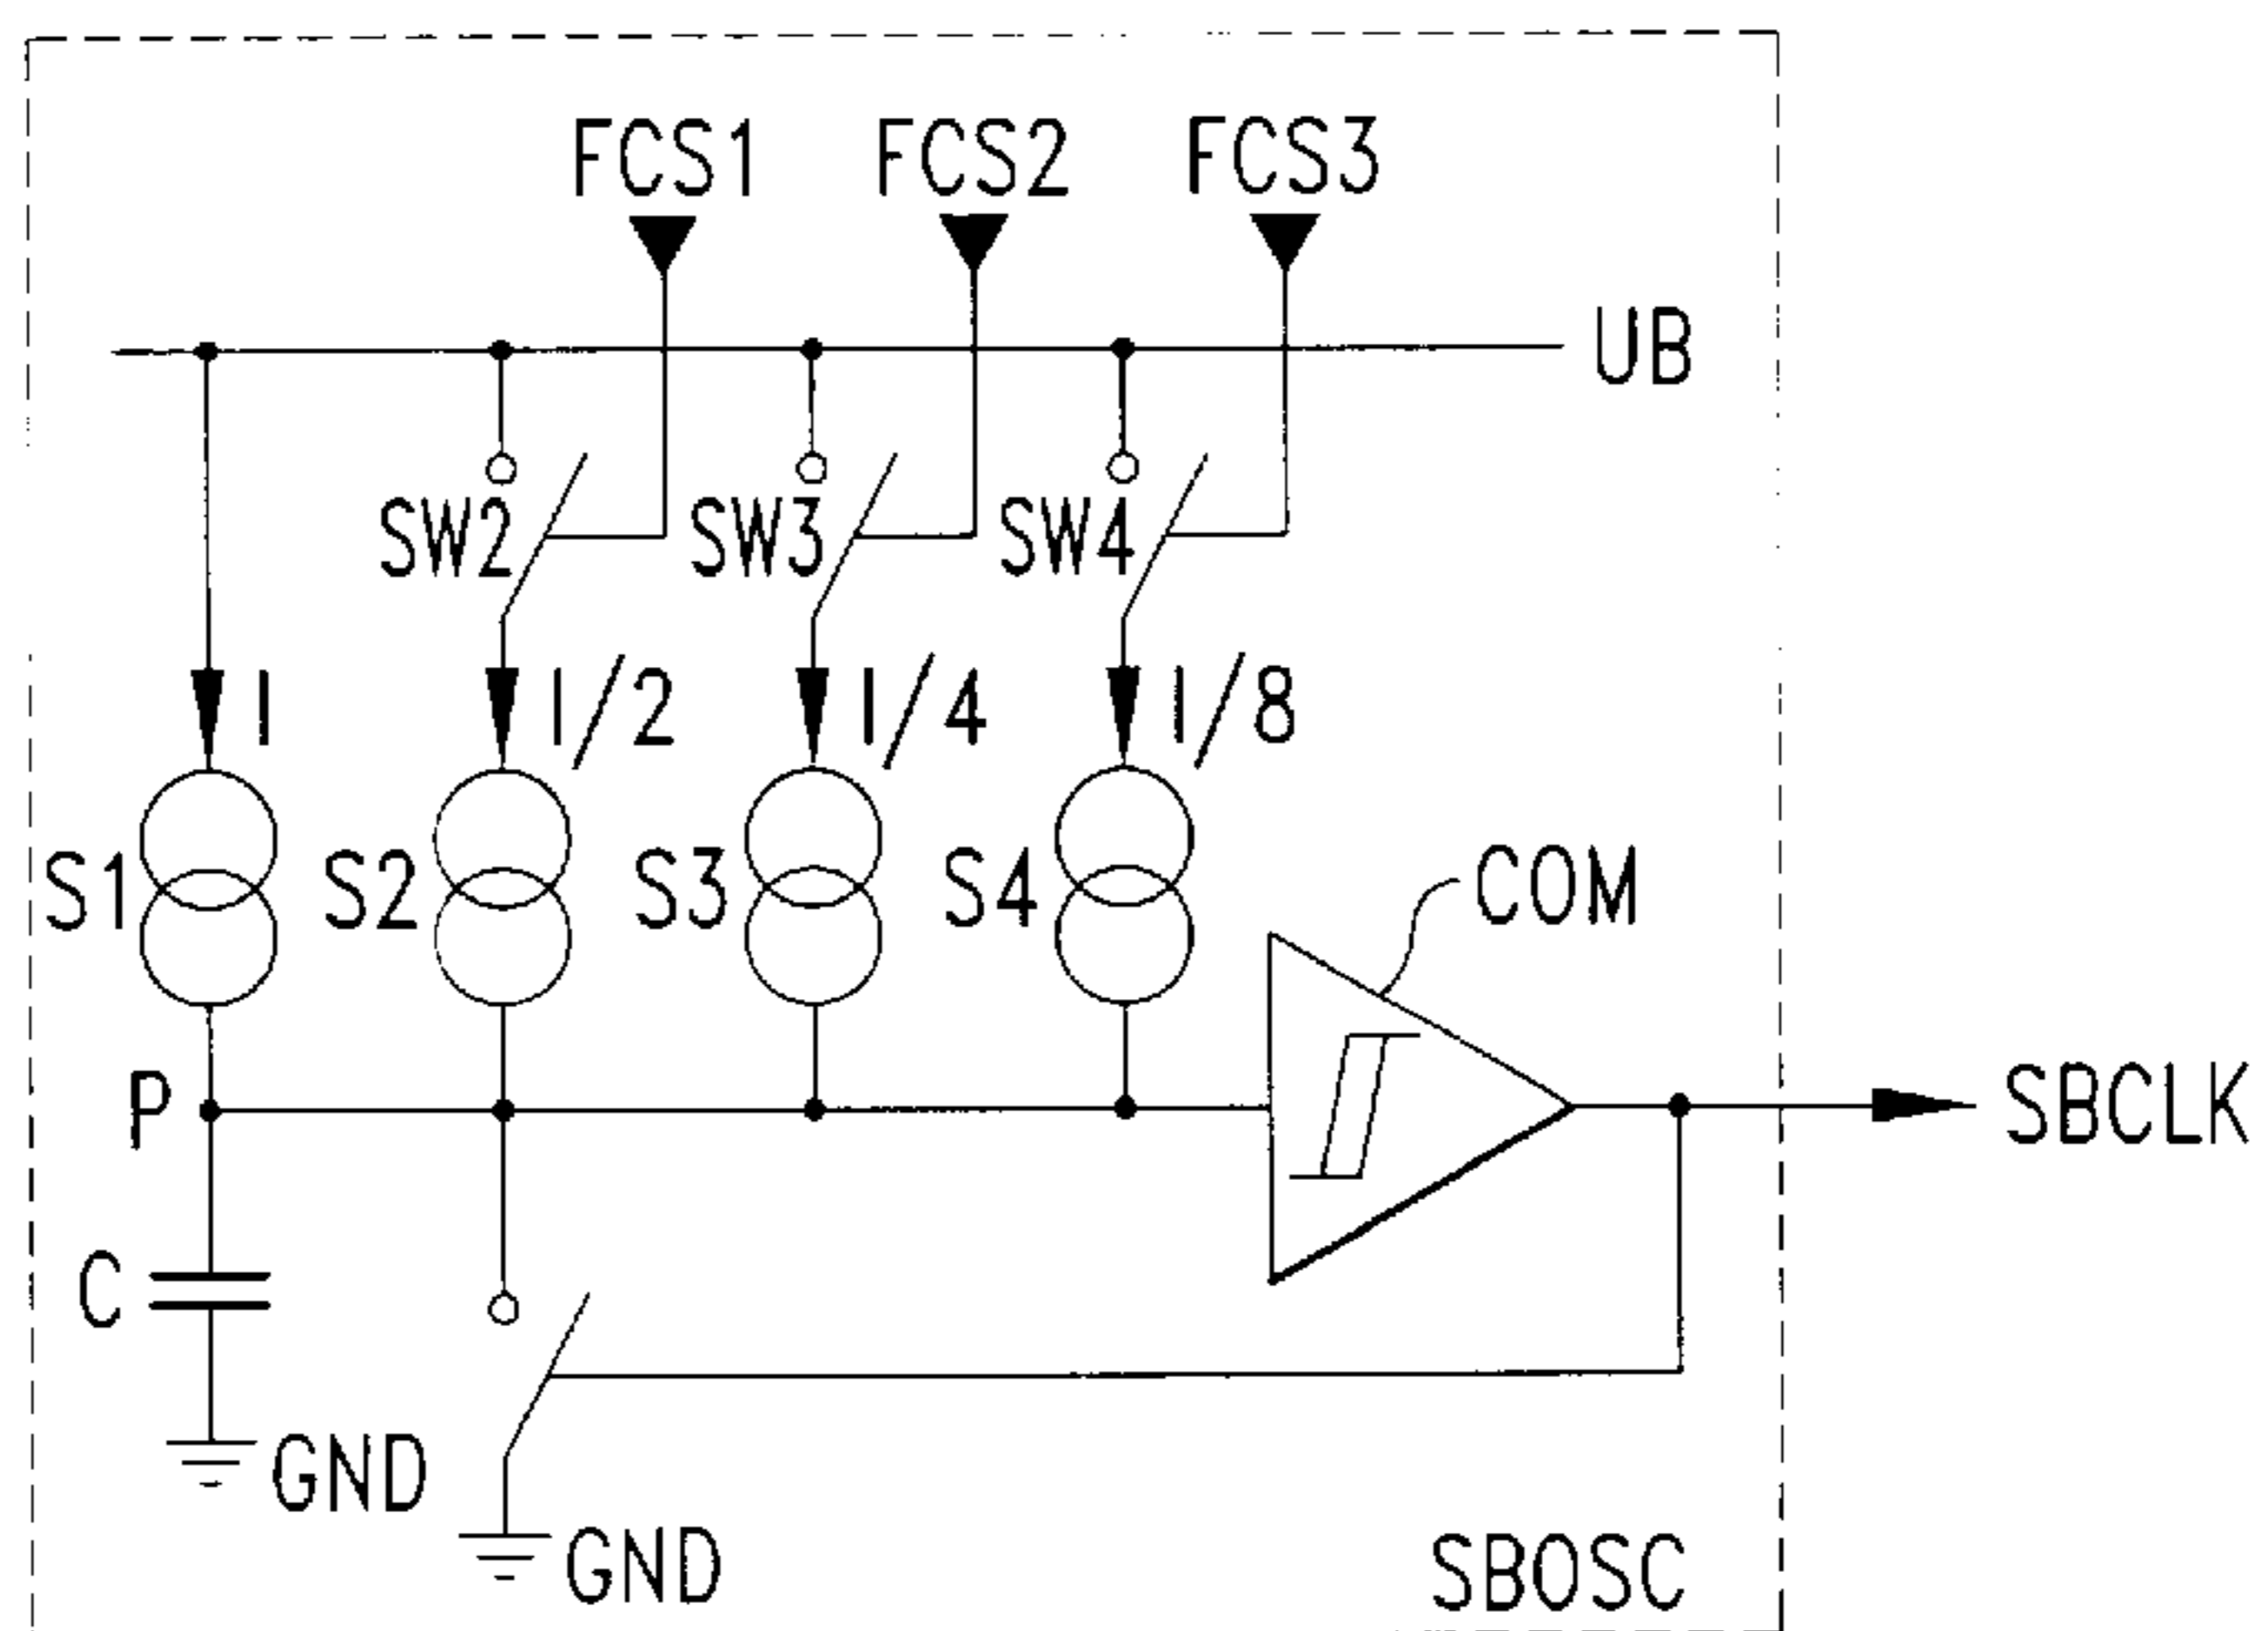 FCS1 FCS2 FCS3
UB
SW2 SW3 SW4
I I/2 I/4 I/8
S1 S2 S3 S4 COM
P SBCLK
C
GND
GND SBOSC